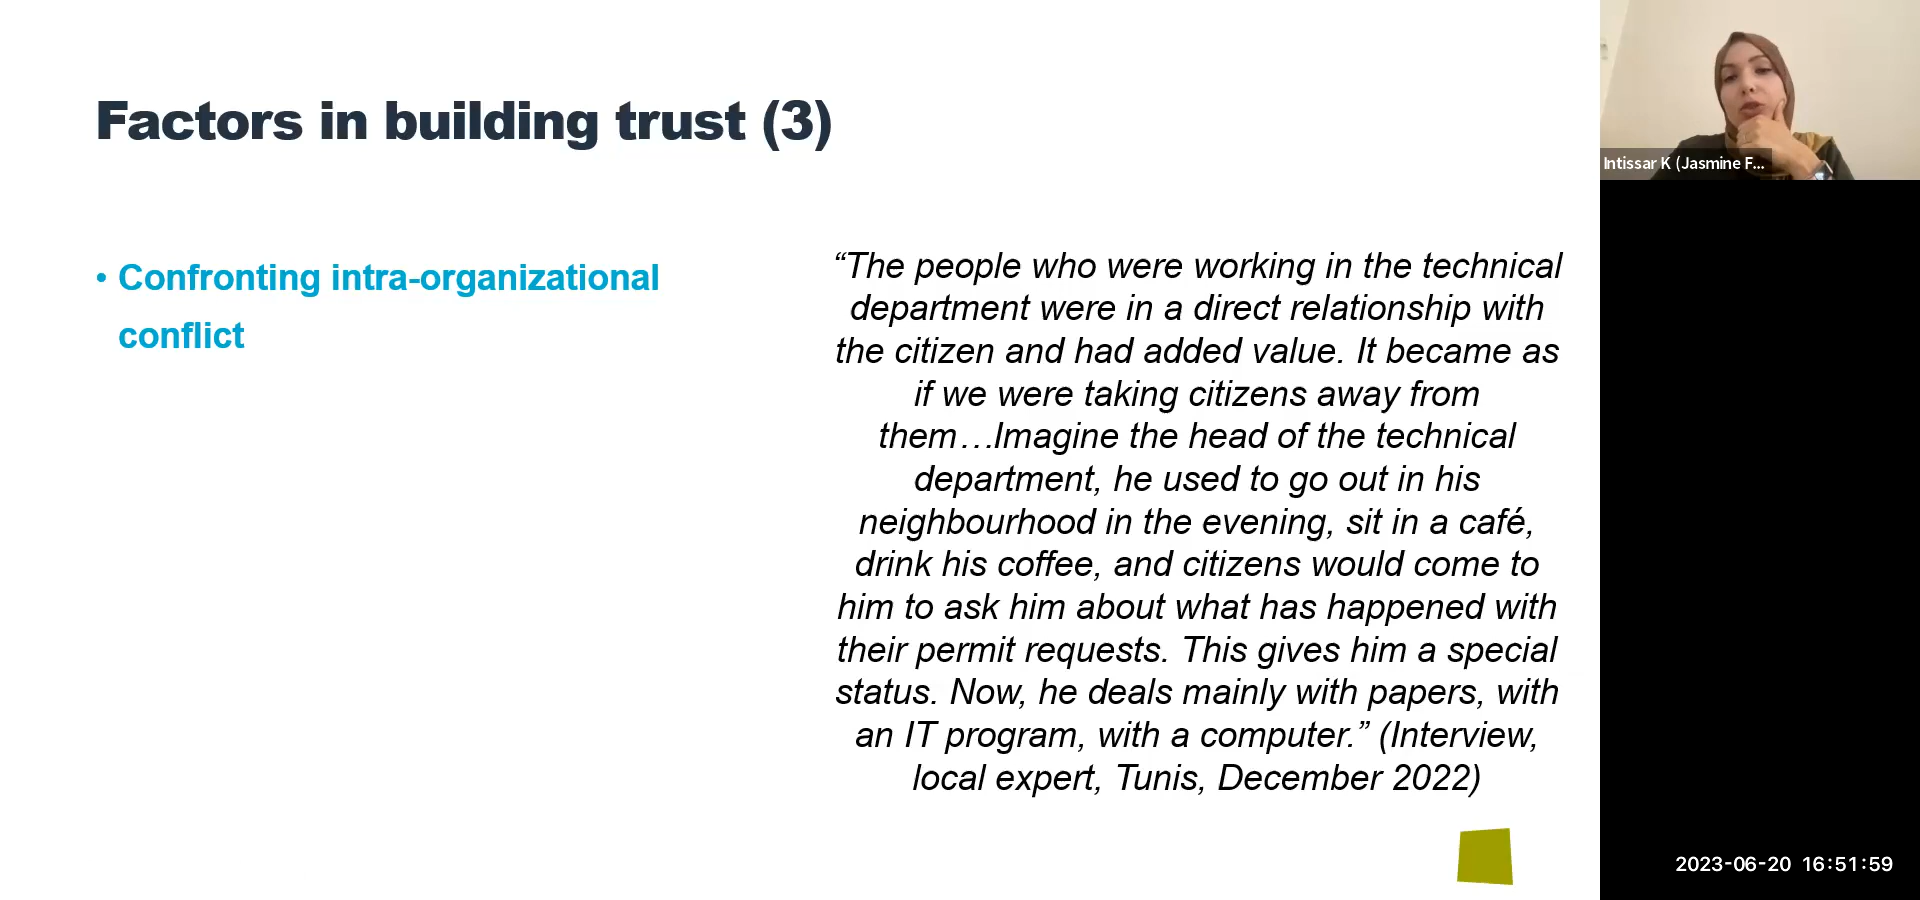 Factors in building trust (3)
• Confronting intra-organizational
conflict
“The people who were working in the technical
department were in a direct relationship with
the citizen and had added value. It became as
if we were taking citizens away from
them…Imagine the head of the technical
department, he used to go out in his
neighbourhood in the evening, sit in a café,
drink his coffee, and citizens would come to
him to ask him about what has happened with
their permit requests. This gives him a special
status. Now, he deals mainly with papers, with
an IT program, with a computer.” (Interview,
local expert, Tunis, December 2022)
Intissar K (Jasmine F...
2023-06-20 16:51:59